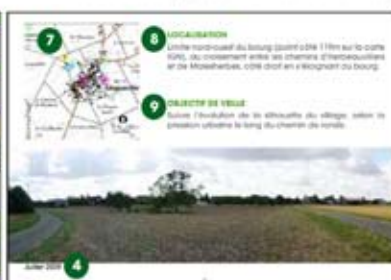 7
8 LOCALISATION
Limite nord-ouest du bourg (point côté 119m sur la carte
IGN), au croisement entre les chemins d'Herbeauvilliers
et de Malesherbes, côté droit en s'éloignant du bourg.
9 OBJECTIF DE VEILLE
Suivre l'évolution de la silhouette du village, selon la
pression urbaine le long du chemin de ronde.
Juillet 2009 4